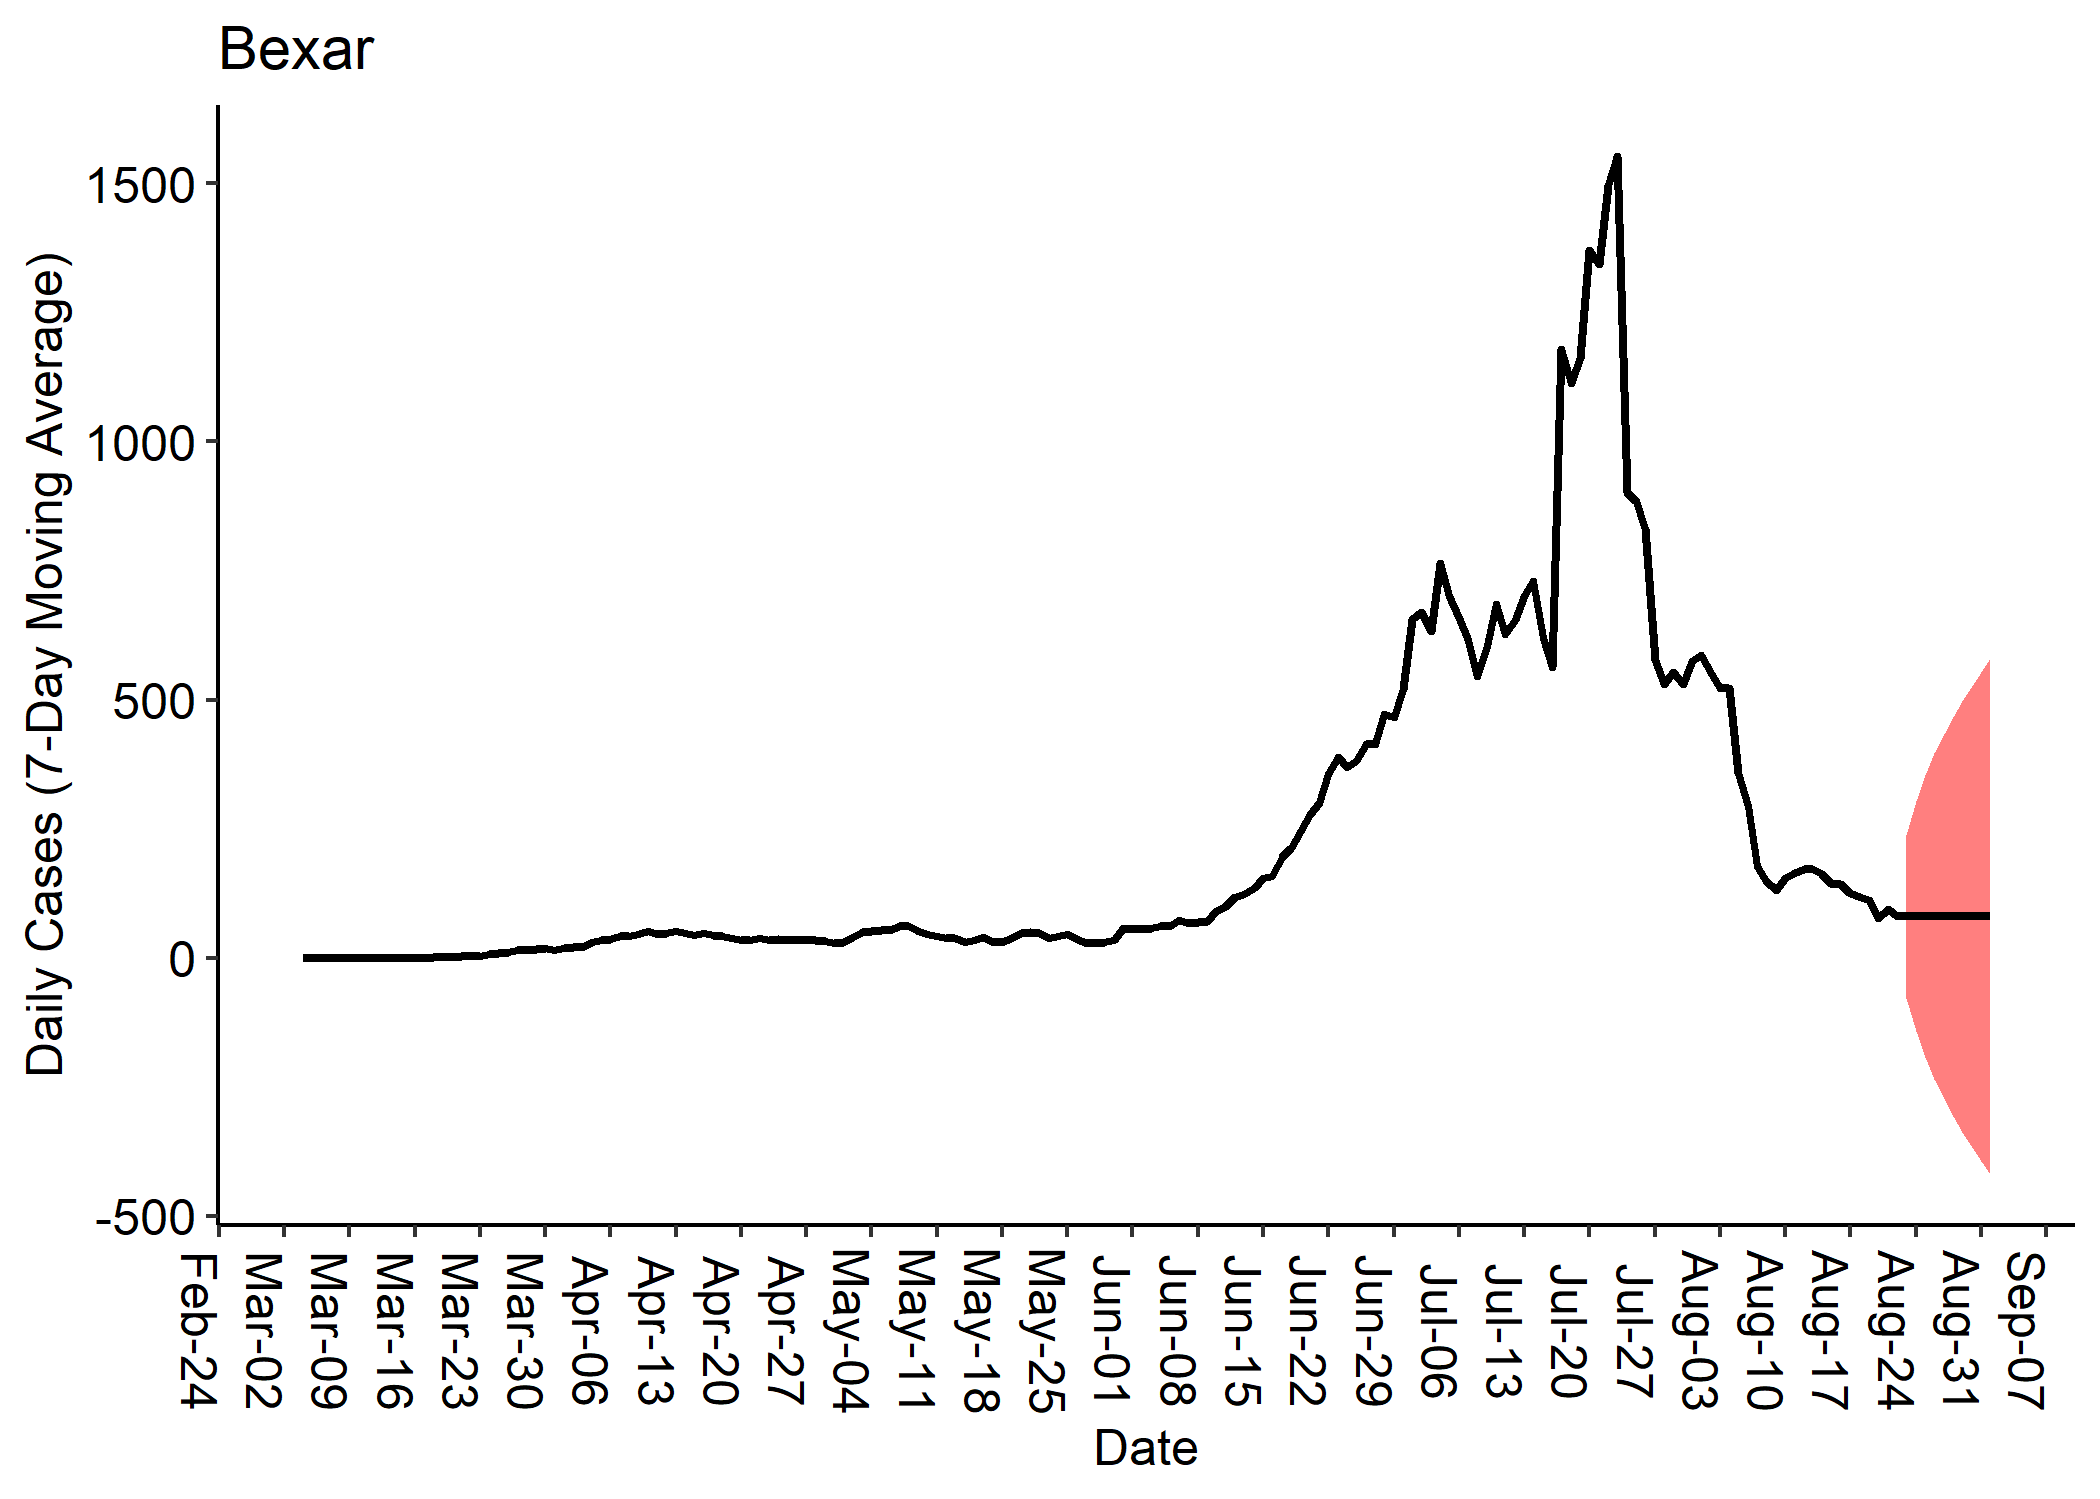 Bexar
Daily Cases (7-Day Moving Average)
1500
1000
500
0
-500
Feb-24
Mar-02
Mar-09
Mar-16
Mar-23
Mar-30
Apr-06
Apr-13
Apr-20
Apr-27
May-04
May-11
May-18
May-25
Jun-01
Jun-08
Jun-15
Jun-22
Jun-29
Jul-06
Jul-13
Jul-20
Jul-27
Aug-03
Aug-10
Aug-17
Aug-24
Aug-31
Sep-07
Date